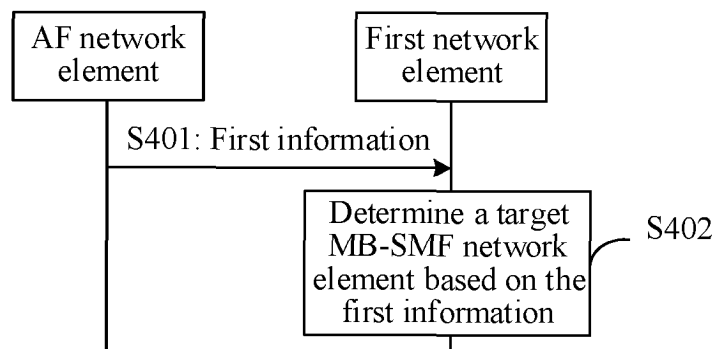 AF network
element
First network
element
S401: First information
Determine a target
MB-SMF network
element based on the
first information
S402